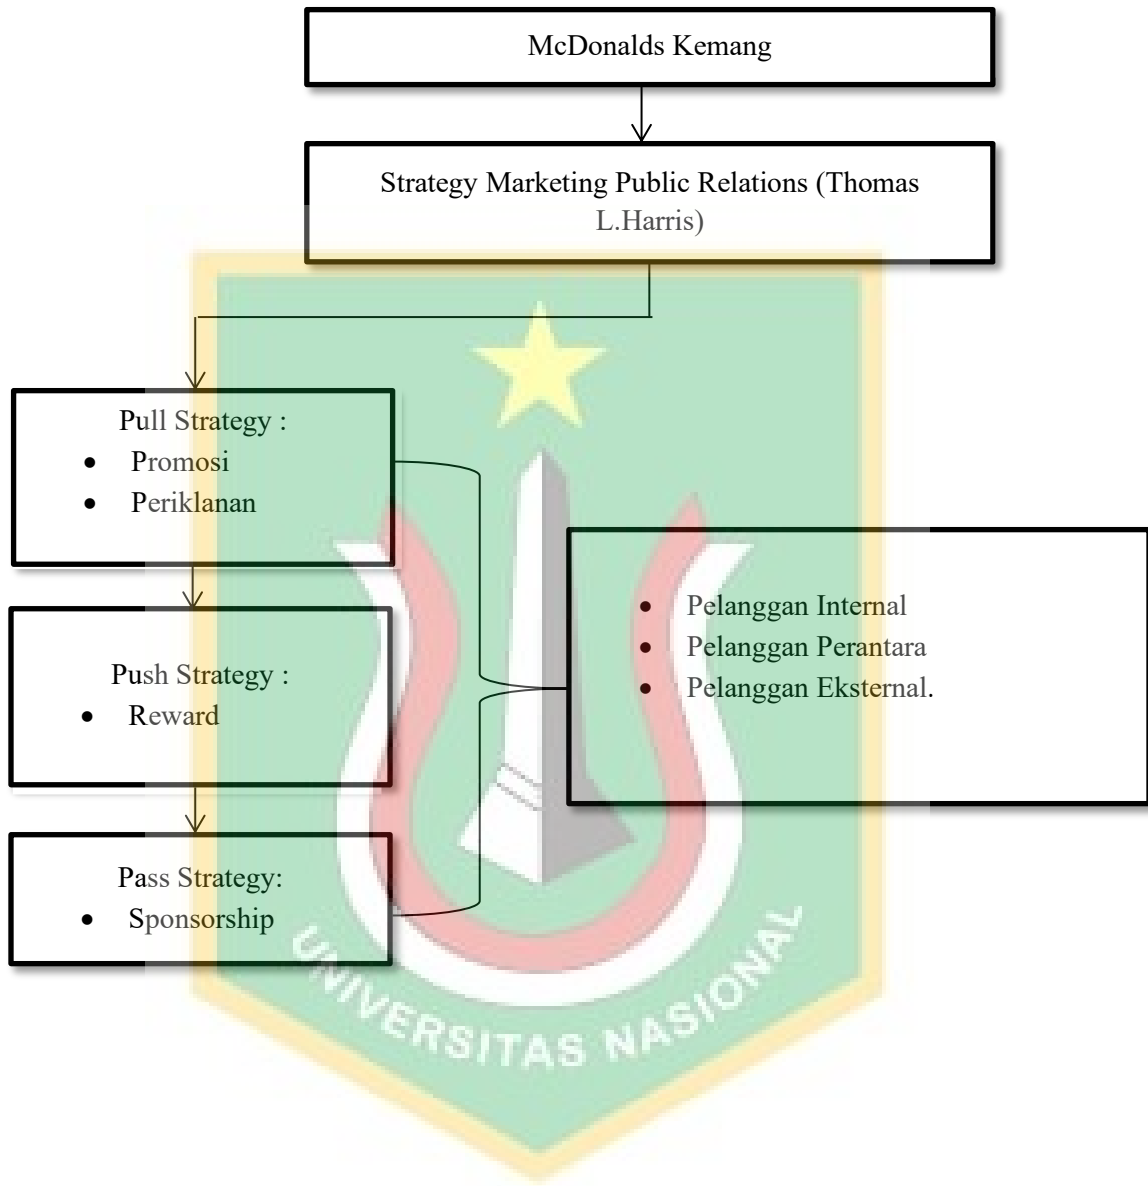 McDonalds Kemang
Strategy Marketing Public Relations (Thomas
L.Harris)
Pull Strategy :
• Promosi
• Periklanan
Push Strategy :
• Reward
Pass Strategy:
• Sponsorship
• Pelanggan Internal
• Pelanggan Perantara
• Pelanggan Eksternal.
UNIVERSITAS NASIONAL